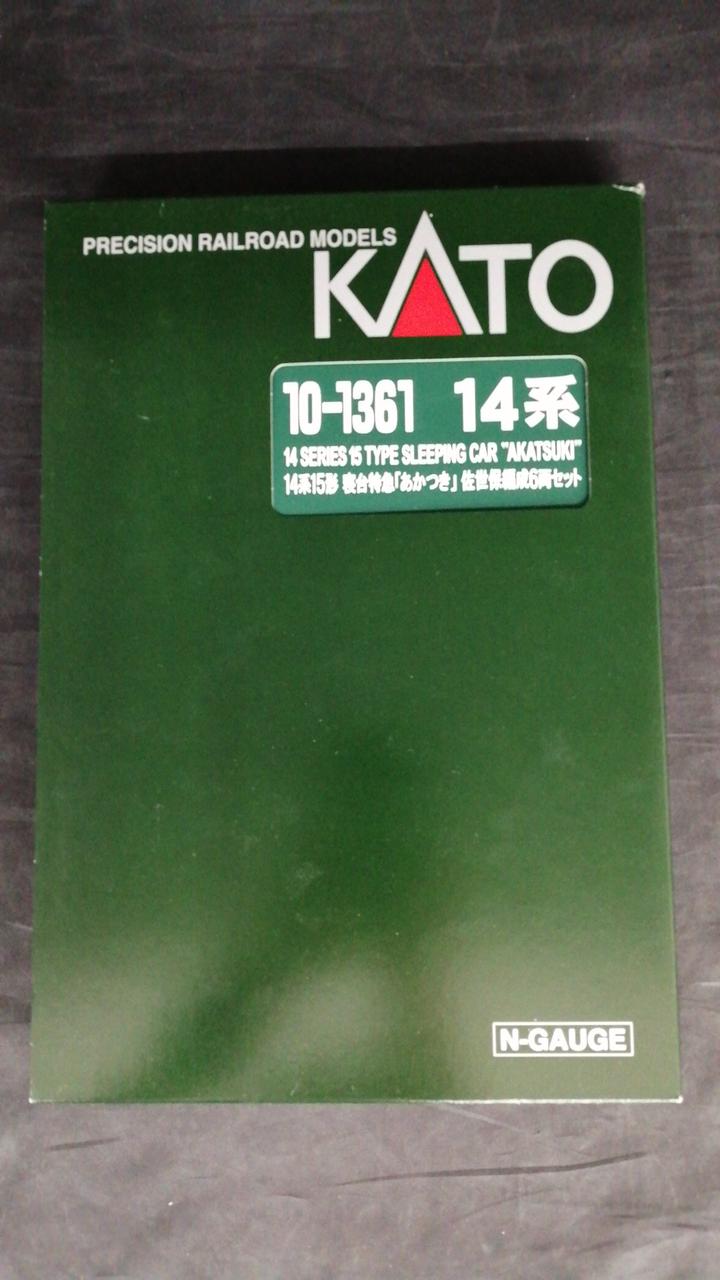 PRECISION RAILROAD MODELS
KATO
10-1361 14系
14 SERIES 15 TYPE SLEEPING CAR "AKATSUKI"
14系15形 寝台特急「あかつき」 佐世保編成6両セット
N-GAUGE